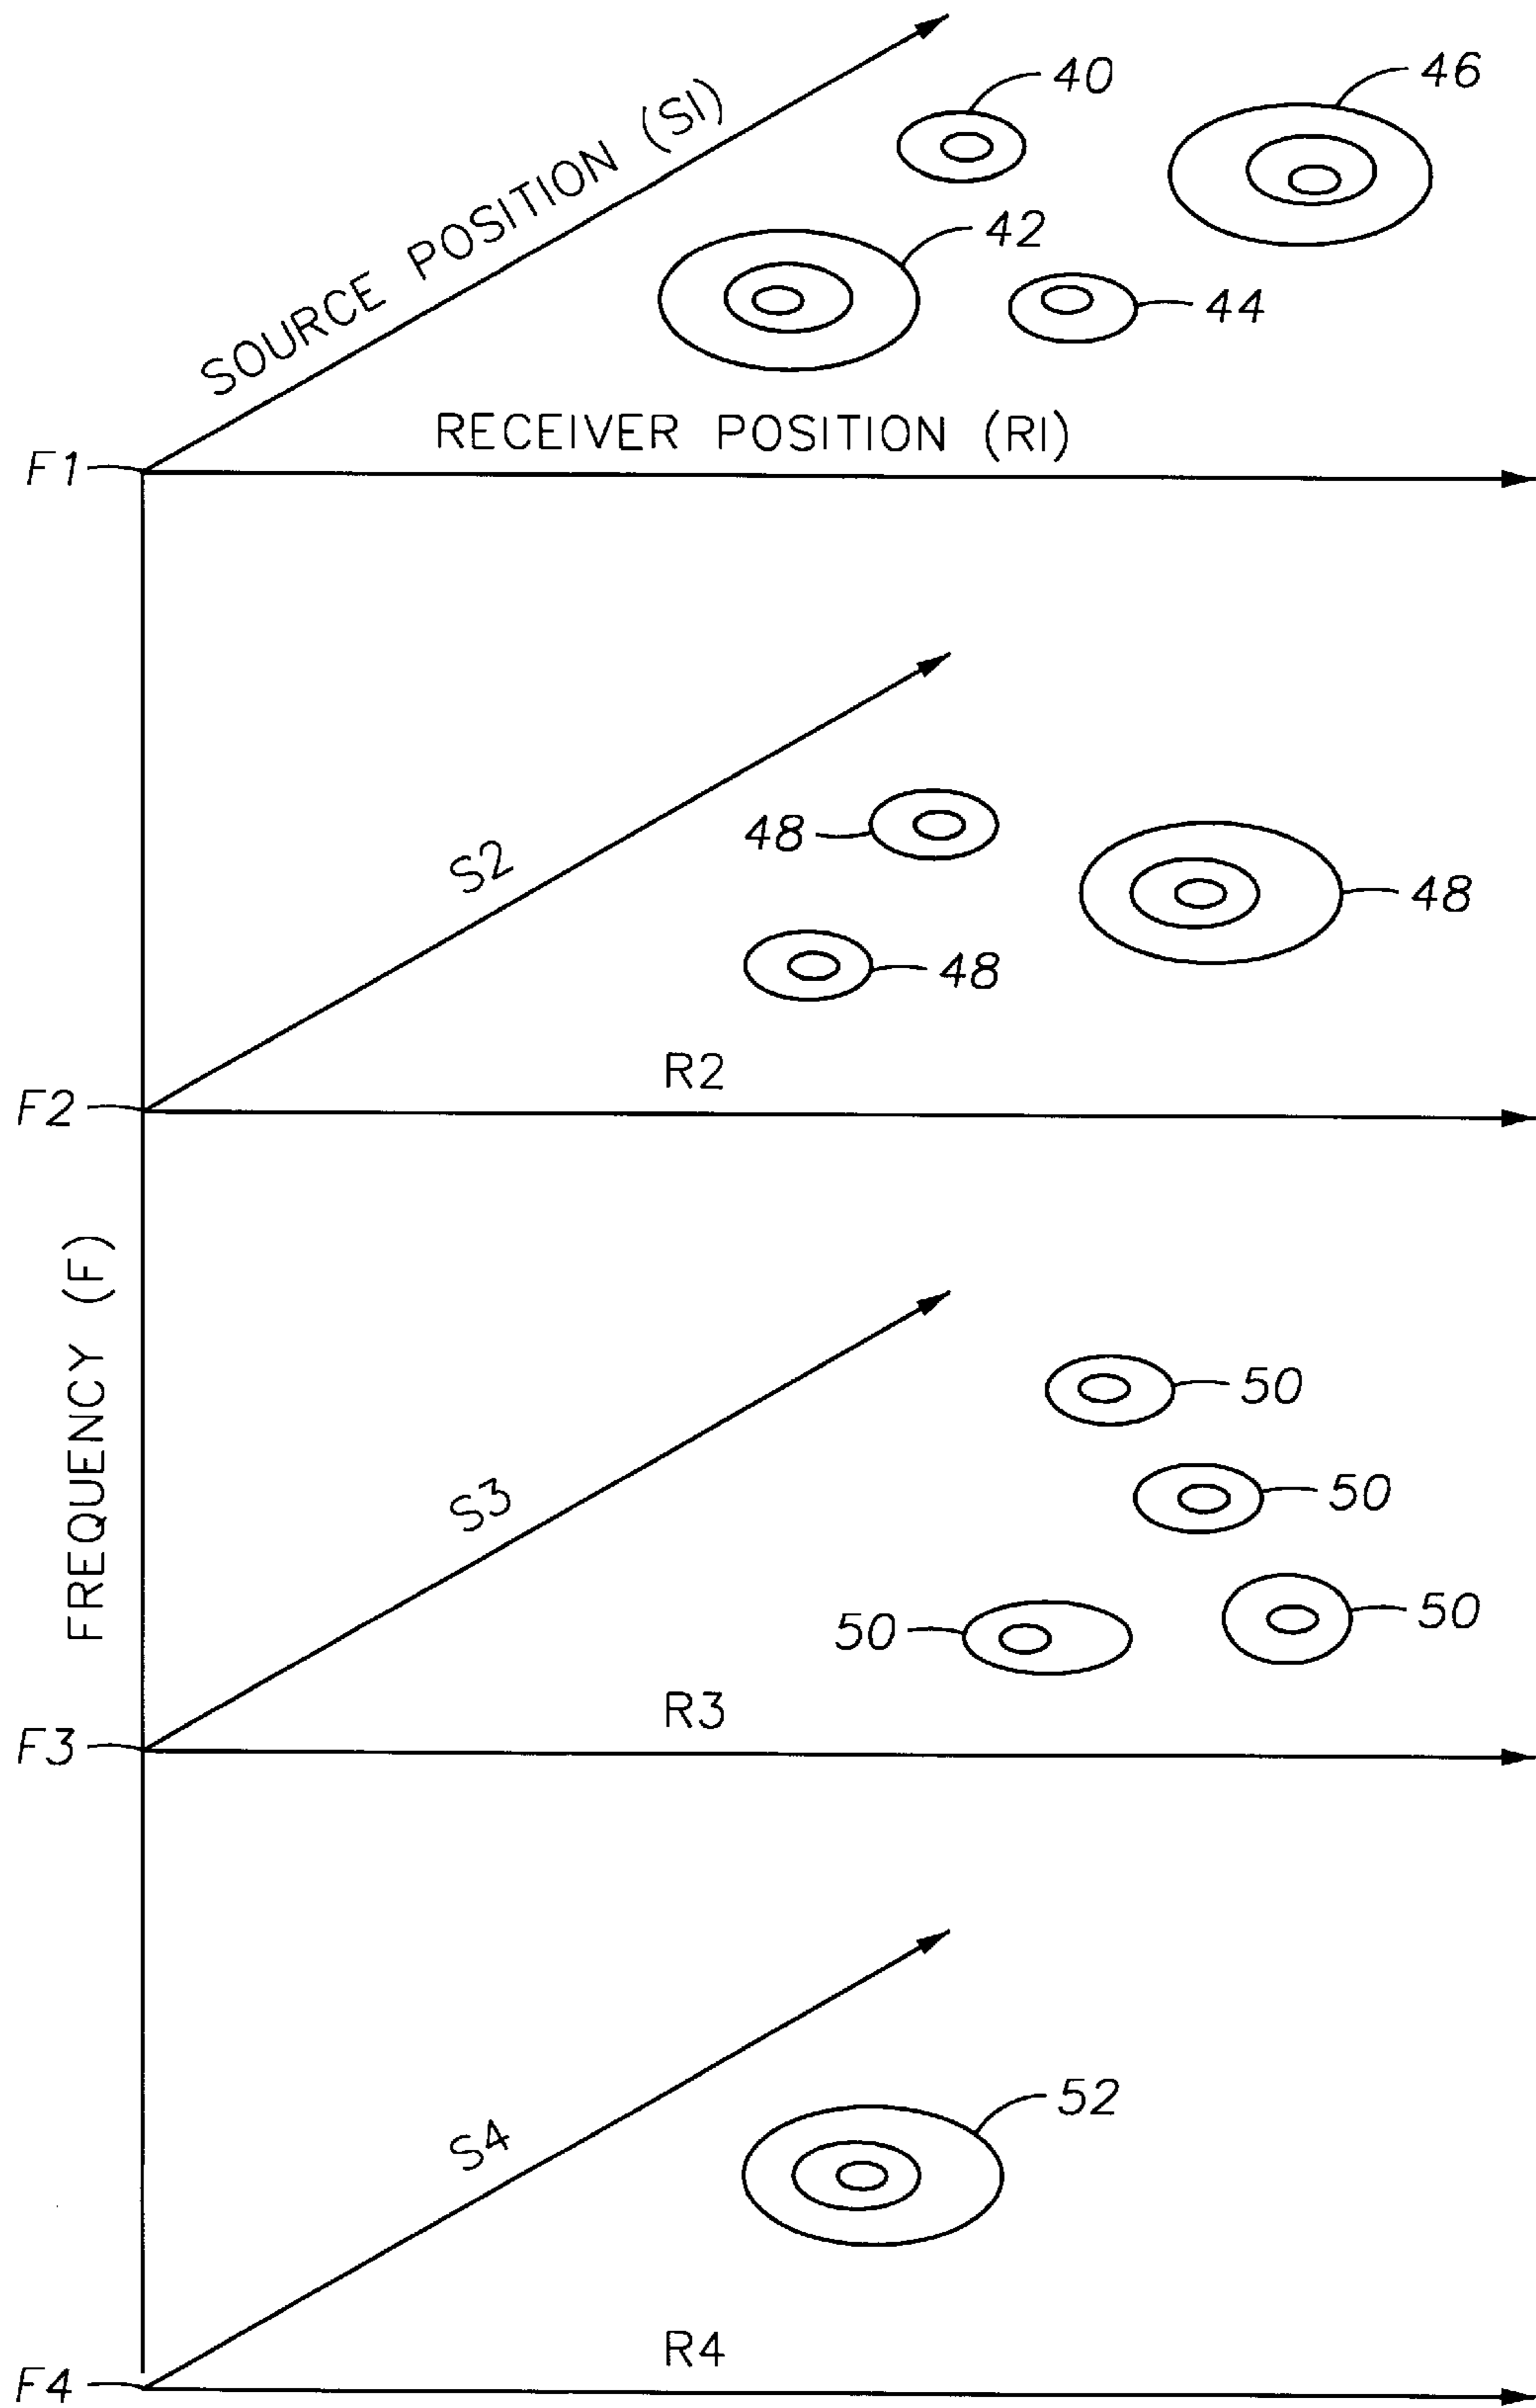 40
46
SOURCE POSITION (SI)
42
44
RECEIVER POSITION (RI)
F1
S2
48
48
48
R2
F2
FREQUENCY (F)
S3
50
50
50
50
R3
F3
S4
52
R4
F4